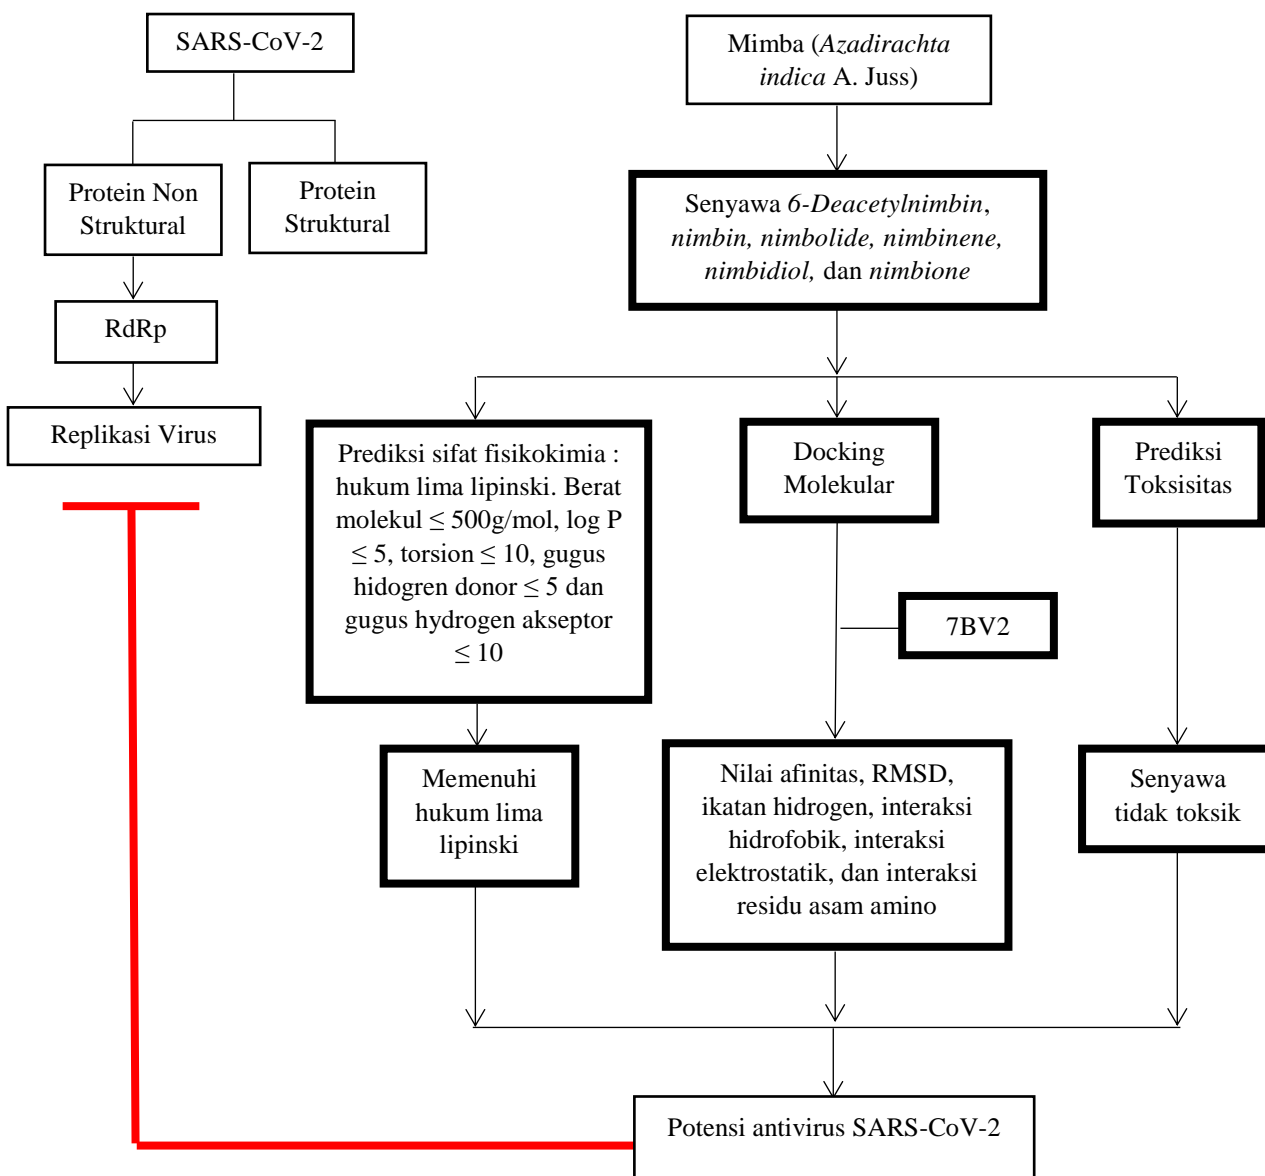 SARS-CoV-2
Mimba (Azadirachta
indica A. Juss)
Protein Non
Struktural
Protein
Struktural
Senyawa 6-Deacetylnimbin,
nimbin, nimbolide, nimbinene,
nimbidiol, dan nimbione
RdRp
Replikasi Virus
Prediksi sifat fisikokimia :
hukum lima lipinski. Berat
molekul ≤ 500g/mol, log P
≤ 5, torsion ≤ 10, gugus
hidogren donor ≤ 5 dan
gugus hydrogen akseptor
≤ 10
Docking
Molekular
Prediksi
Toksisitas
7BV2
Memenuhi
hukum lima
lipinski
Nilai afinitas, RMSD,
ikatan hidrogen, interaksi
hidrofobik, interaksi
elektrostatik, dan interaksi
residu asam amino
Senyawa
tidak toksik
Potensi antivirus SARS-CoV-2